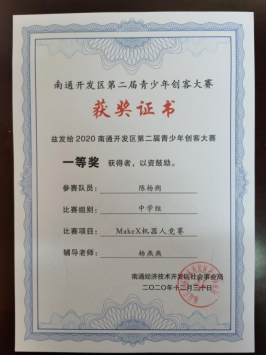 南通开发区第二届青少年创客大赛
获奖证书
兹发给2020南通开发区第二届青少年创客大赛
一等奖 获得者，以资鼓励。
参赛队员：陈杨朔
比赛组别：中学组
比赛项目：MakeX机器人竞赛
辅导老师：杨燕燕
南通经济技术开发区社会事业局
二〇二〇年十二月三十日